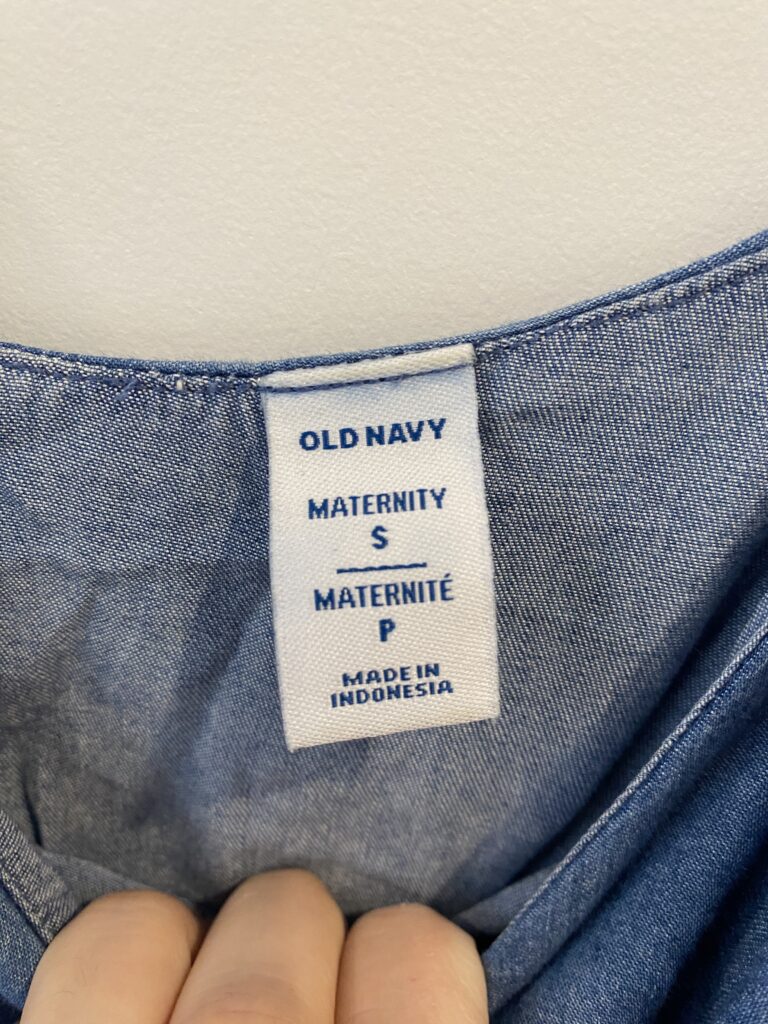 OLD NAVY
MATERNITY
S
MATERNITÉ
P
MADE IN
INDONESIA